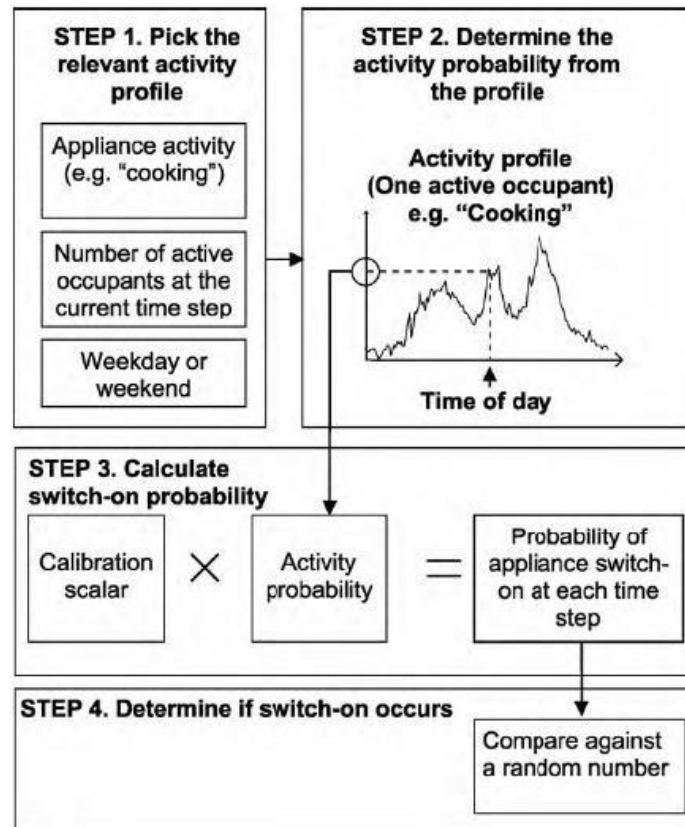 STEP 1. Pick the
relevant activity
profile
Appliance activity
(e.g. “cooking”)
Number of active
occupants at the
current time step
Weekday or
weekend
STEP 2. Determine the
activity probability from
the profile
Activity profile
(One active occupant)
e.g. “Cooking”
Time of day
STEP 3. Calculate
switch-on probability
Calibration
scalar
×
Activity
probability
=
Probability of
appliance switch-
on at each time
step
STEP 4. Determine if switch-on occurs
Compare against
a random number